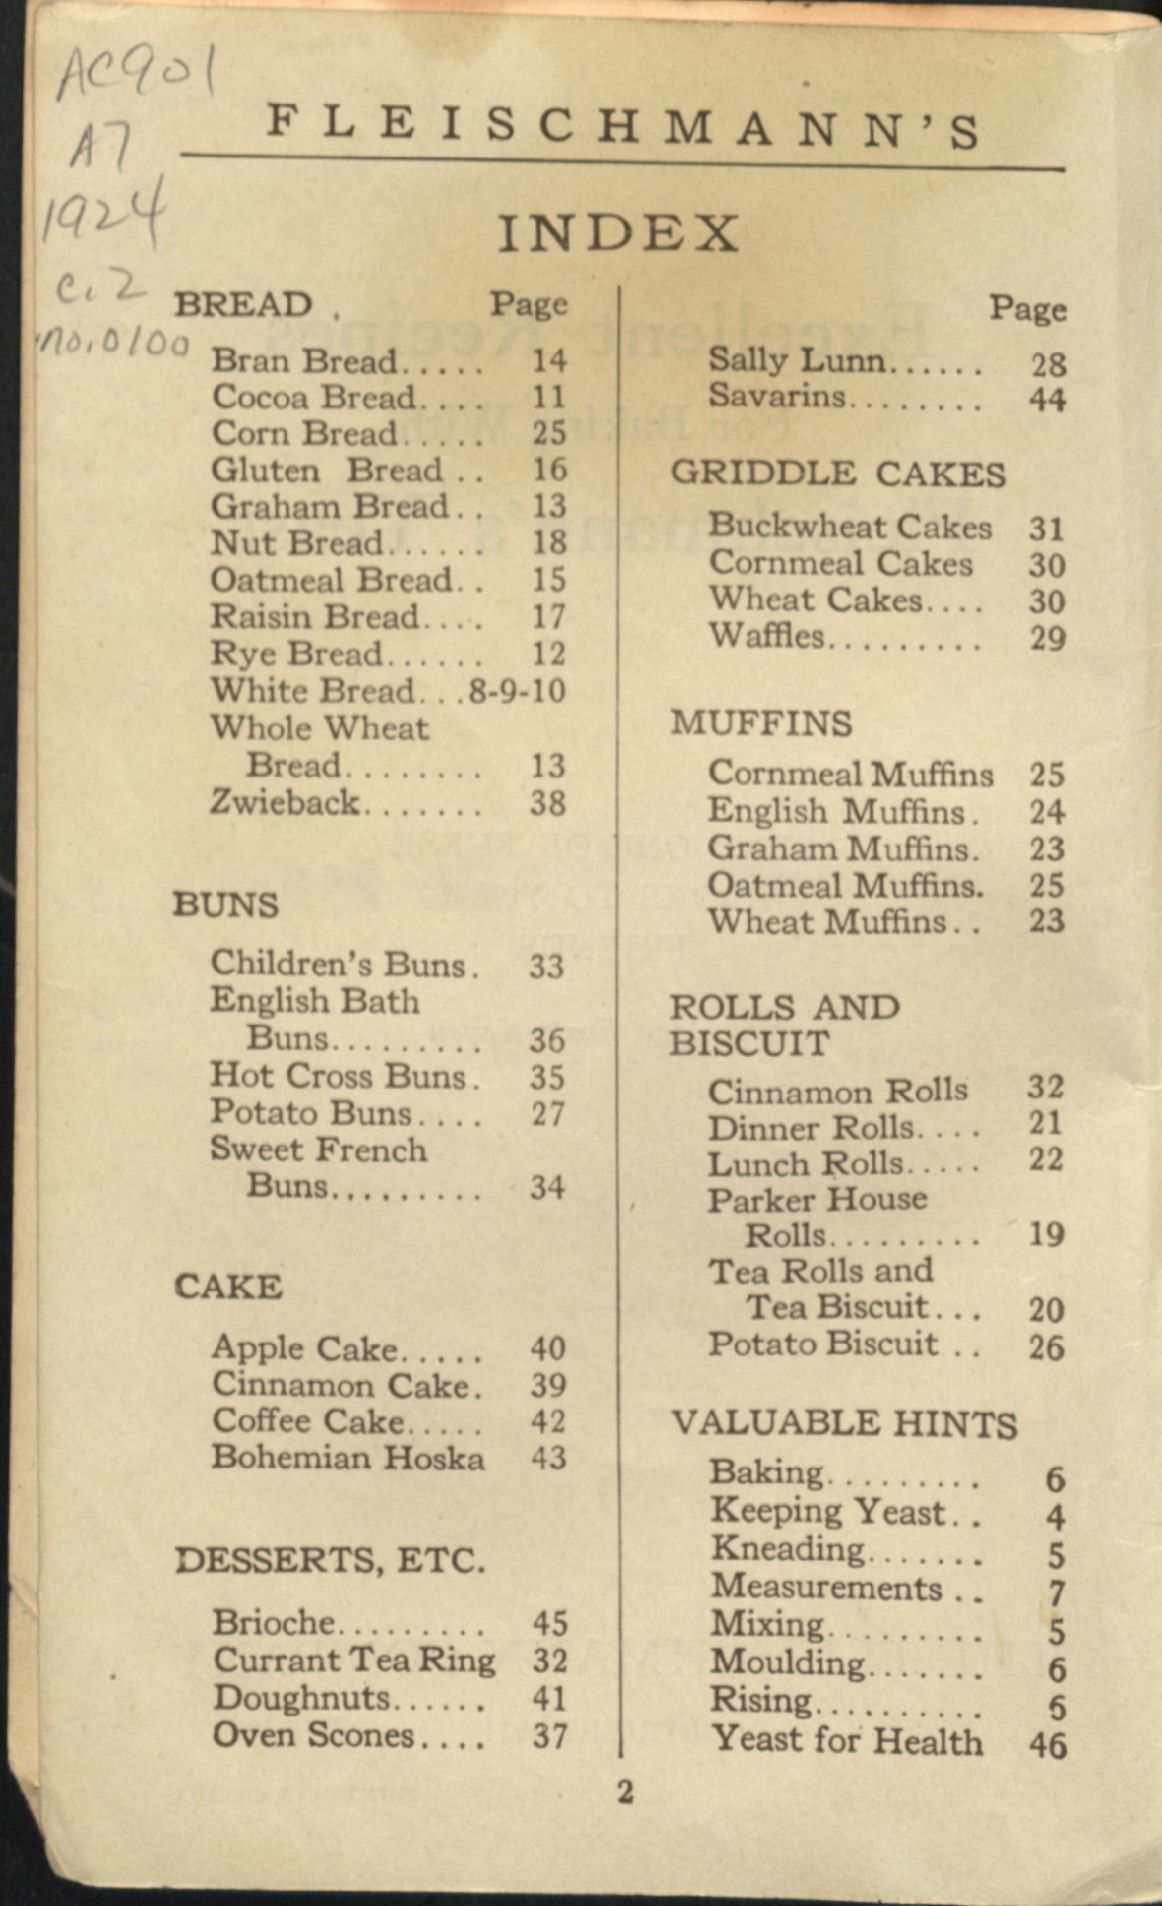 AC901
A7
1924
c.2
no.0100
FLEISCHMANN'S
INDEX
BREAD Page
Bran Bread..... 14
Cocoa Bread.... 11
Corn Bread..... 25
Gluten Bread .. 16
Graham Bread.. 13
Nut Bread...... 18
Oatmeal Bread.. 15
Raisin Bread.... 17
Rye Bread...... 12
White Bread...8-9-10
Whole Wheat
Bread........ 13
Zwieback....... 38
BUNS
Children's Buns. 33
English Bath
Buns......... 36
Hot Cross Buns. 35
Potato Buns.... 27
Sweet French
Buns......... 34
CAKE
Apple Cake..... 40
Cinnamon Cake. 39
Coffee Cake..... 42
Bohemian Hoska 43
DESSERTS, ETC.
Brioche......... 45
Currant Tea Ring 32
Doughnuts...... 41
Oven Scones.... 37
Page
Sally Lunn...... 28
Savarins........ 44
GRIDDLE CAKES
Buckwheat Cakes 31
Cornmeal Cakes 30
Wheat Cakes.... 30
Waffles......... 29
MUFFINS
Cornmeal Muffins 25
English Muffins. 24
Graham Muffins. 23
Oatmeal Muffins. 25
Wheat Muffins.. 23
ROLLS AND
BISCUIT
Cinnamon Rolls 32
Dinner Rolls.... 21
Lunch Rolls..... 22
Parker House
Rolls......... 19
Tea Rolls and
Tea Biscuit... 20
Potato Biscuit .. 26
VALUABLE HINTS
Baking......... 6
Keeping Yeast.. 4
Kneading....... 5
Measurements .. 7
Mixing......... 5
Moulding....... 6
Rising.......... 6
Yeast for Health 46
2